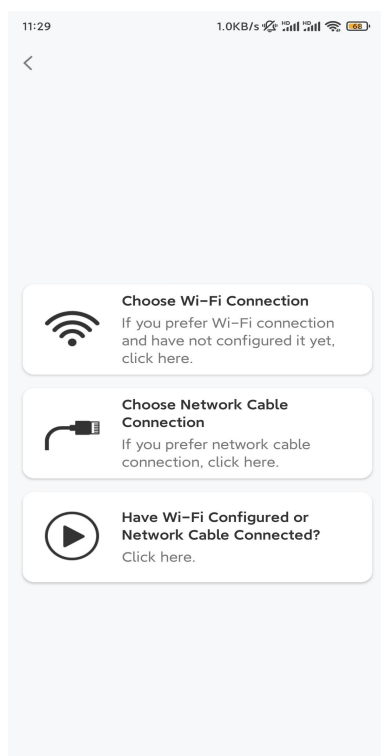 11:29
1.0KB/s HD HD 68
Choose Wi-Fi Connection
If you prefer Wi-Fi connection
and have not configured it yet,
click here.
Choose Network Cable
Connection
If you prefer network cable
connection, click here.
Have Wi-Fi Configured or
Network Cable Connected?
Click here.